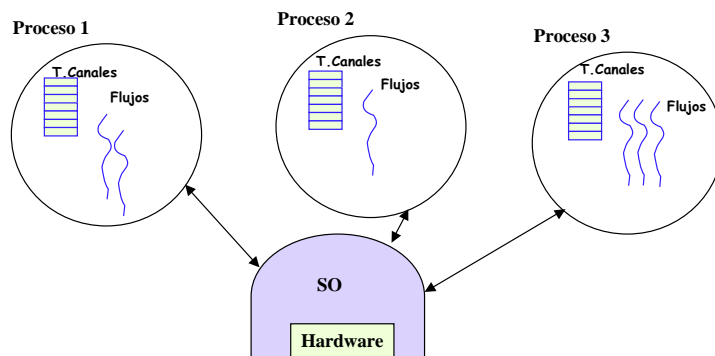 Proceso 1
T.Canales
Flujos
Proceso 2
T.Canales
Flujos
Proceso 3
T.Canales
Flujos
SO
Hardware